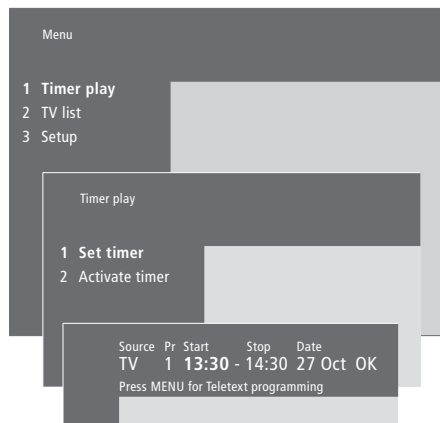 Menu
1 Timer play
2 TV list
3 Setup
Timer play
1 Set timer
2 Activate timer
Source Pr Start Stop Date
TV 1 13:30 - 14:30 27 Oct OK
Press MENU for Teletext programming